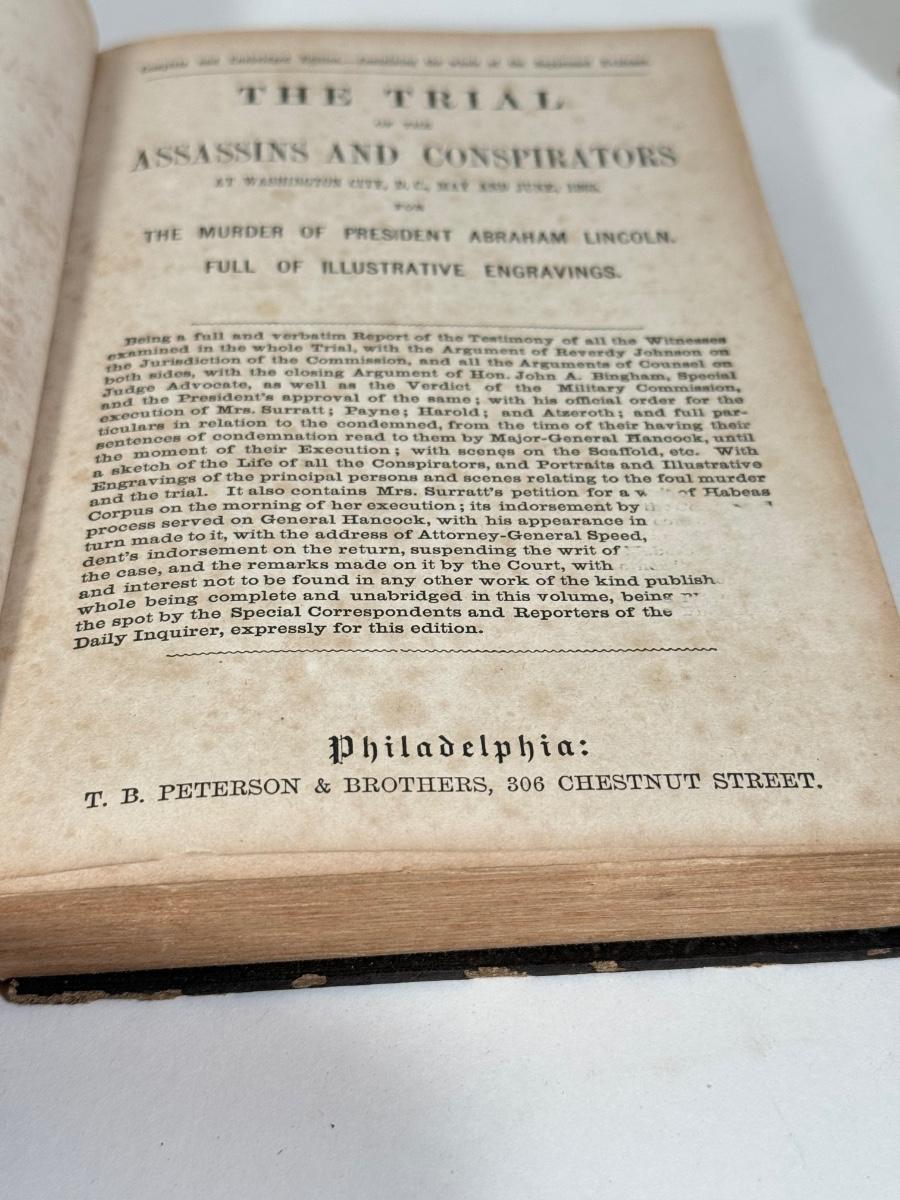 THE TRIAL
OF THE
ASSASSINS AND CONSPIRATORS
AT WASHINGTON CITY, D. C., MAY AND JUNE, 1865,
FOR
THE MURDER OF PRESIDENT ABRAHAM LINCOLN.
FULL OF ILLUSTRATIVE ENGRAVINGS.
Being a full and verbatim Report of the Testimony of all the Witnesses
examined in the whole Trial, with the Argument of Reverdy Johnson on
the Jurisdiction of the Commission, and all the Arguments of Counsel on
both sides, with the closing Argument of Hon. John A. Bingham, Special
Judge Advocate, as well as the Verdict of the Military Commission,
and the President's approval of the same; with his official order for the
execution of Mrs. Surratt; Payne; Harold; and Atzeroth; and full par-
ticulars in relation to the condemned, from the time of their having their
sentences of condemnation read to them by Major-General Hancock, until
the moment of their Execution; with scenes on the Scaffold, etc. With
a sketch of the Life of all the Conspirators, and Portraits and Illustrative
Engravings of the principal persons and scenes relating to the foul murder
and the trial. It also contains Mrs. Surratt's petition for a w of Habeas
Corpus on the morning of her execution; its indorsement by
process served on General Hancock, with his appearance in
turn made to it, with the address of Attorney-General Speed,
dent's indorsement on the return, suspending the writ of
the case, and the remarks made on it by the Court, with
and interest not to be found in any other work of the kind publish
whole being complete and unabridged in this volume, being
the spot by the Special Correspondents and Reporters of the
Daily Inquirer, expressly for this edition.
Philadelphia:
T. B. PETERSON & BROTHERS, 306 CHESTNUT STREET.